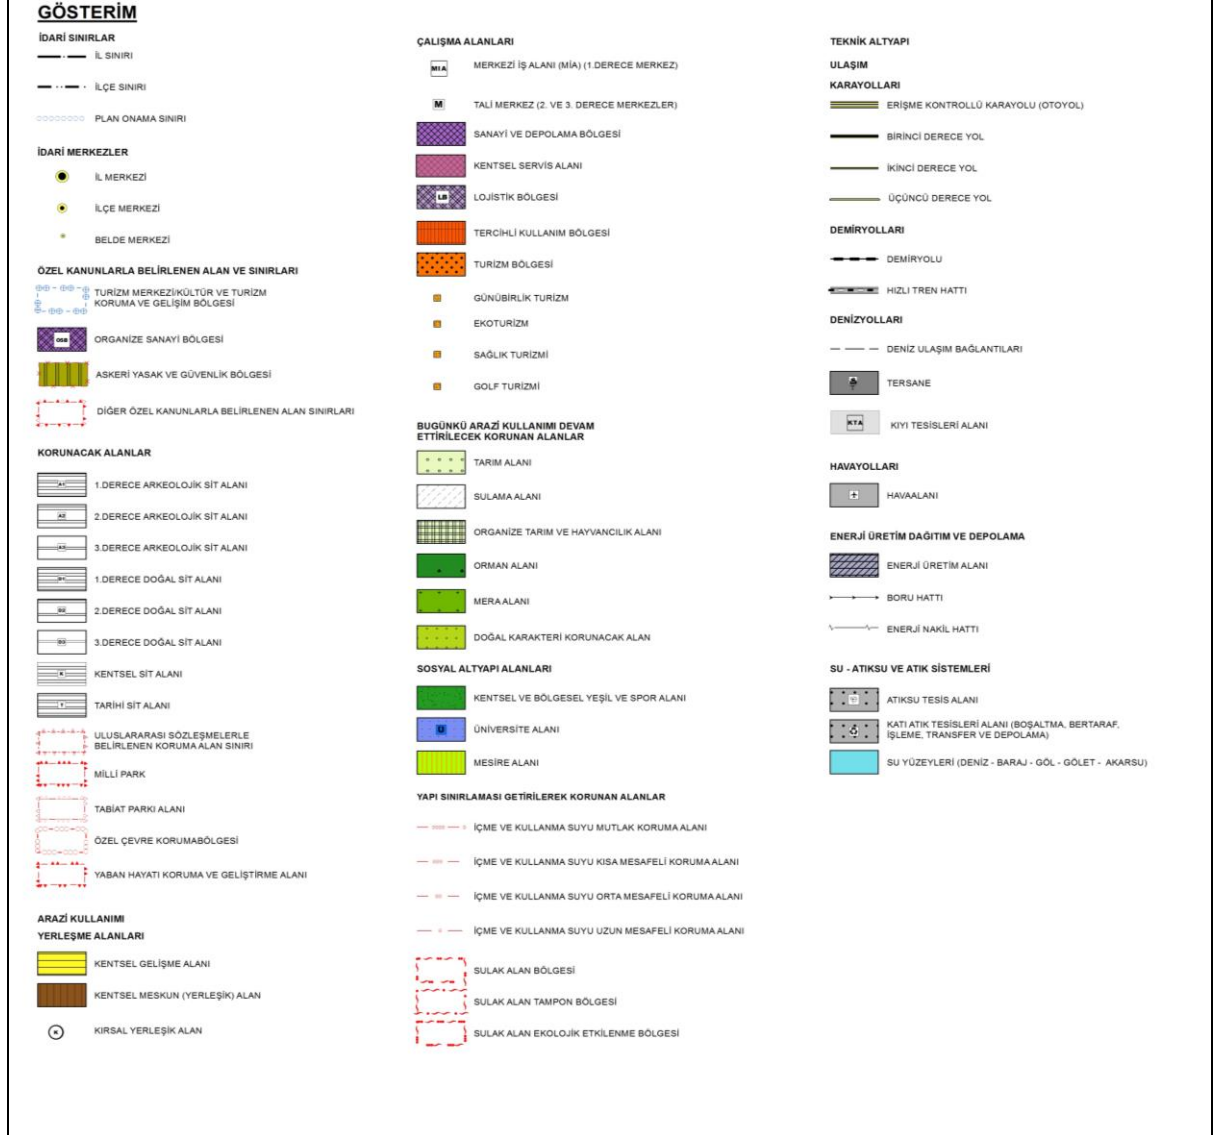 GÖSTERİM
İDARİ SINIRLAR
İL SINIRI
İLÇE SINIRI
PLAN ONAMA SINIRI
İDARİ MERKEZLER
İL MERKEZİ
İLÇE MERKEZİ
BELDE MERKEZİ
ÖZEL KANUNLARLA BELİRLENEN ALAN VE SINIRLARI
TURİZM MERKEZİ/KÜLTÜR VE TURİZM
KORUMA VE GELİŞİM BÖLGESİ
OSB ORGANİZE SANAYİ BÖLGESİ
ASKERİ YASAK VE GÜVENLİK BÖLGESİ
DİĞER ÖZEL KANUNLARLA BELİRLENEN ALAN SINIRLARI
KORUNACAK ALANLAR
A1 1.DERECE ARKEOLOJİK SİT ALANI
A2 2.DERECE ARKEOLOJİK SİT ALANI
A3 3.DERECE ARKEOLOJİK SİT ALANI
D1 1.DERECE DOĞAL SİT ALANI
D2 2.DERECE DOĞAL SİT ALANI
D3 3.DERECE DOĞAL SİT ALANI
K KENTSEL SİT ALANI
T TARİHİ SİT ALANI
ULUSLARARASI SÖZLEŞMELERLE
BELİRLENEN KORUMA ALAN SINIRI
MİLLİ PARK
TABİAT PARKI ALANI
ÖZEL ÇEVRE KORUMABÖLGESİ
YABAN HAYATI KORUMA VE GELİŞTİRME ALANI
ARAZİ KULLANIMI
YERLEŞME ALANLARI
KENTSEL GELİŞME ALANI
KENTSEL MESKUN (YERLEŞİK) ALAN
K KIRSAL YERLEŞİK ALAN
ÇALIŞMA ALANLARI
MİA MERKEZİ İŞ ALANI (MİA) (1.DERECE MERKEZ)
M TALİ MERKEZ (2. VE 3. DERECE MERKEZLER)
SANAYİ VE DEPOLAMA BÖLGESİ
KENTSEL SERVİS ALANI
LB LOJİSTİK BÖLGESİ
TERCİHLİ KULLANIM BÖLGESİ
TURİZM BÖLGESİ
GÜNÜBİRLİK TURİZM
EKOTURİZM
SAĞLIK TURİZMİ
GOLF TURİZMİ
BUGÜNKÜ ARAZİ KULLANIMI DEVAM
ETTİRİLECEK KORUNAN ALANLAR
TARIM ALANI
SULAMA ALANI
ORGANİZE TARIM VE HAYVANCILIK ALANI
ORMAN ALANI
MERA ALANI
DOĞAL KARAKTERİ KORUNACAK ALAN
SOSYAL ALTYAPI ALANLARI
KENTSEL VE BÖLGESEL YEŞİL VE SPOR ALANI
Ü ÜNİVERSİTE ALANI
MESİRE ALANI
YAPI SINIRLAMASI GETİRİLEREK KORUNAN ALANLAR
İÇME VE KULLANMA SUYU MUTLAK KORUMA ALANI
İÇME VE KULLANMA SUYU KISA MESAFELİ KORUMA ALANI
İÇME VE KULLANMA SUYU ORTA MESAFELİ KORUMA ALANI
İÇME VE KULLANMA SUYU UZUN MESAFELİ KORUMA ALANI
SULAK ALAN BÖLGESİ
SULAK ALAN TAMPON BÖLGESİ
SULAK ALAN EKOLOJİK ETKİLENME BÖLGESİ
TEKNİK ALTYAPI
ULAŞIM
KARAYOLLARI
ERİŞME KONTROLLÜ KARAYOLU (OTOYOL)
BİRİNCİ DERECE YOL
İKİNCİ DERECE YOL
ÜÇÜNCÜ DERECE YOL
DEMİRYOLLARI
DEMİRYOLU
HIZLI TREN HATTI
DENİZYOLLARI
DENİZ ULAŞIM BAĞLANTILARI
TERSANE
KTA KIYI TESİSLERİ ALANI
HAVAYOLLARI
HAVAALANI
ENERJİ ÜRETİM DAĞITIM VE DEPOLAMA
ENERJİ ÜRETİM ALANI
BORU HATTI
ENERJİ NAKİL HATTI
SU - ATIKSU VE ATIK SİSTEMLERİ
ATIKSU TESİS ALANI
KATI ATIK TESİSLERİ ALANI (BOŞALTMA, BERTARAF,
İŞLEME, TRANSFER VE DEPOLAMA)
SU YÜZEYLERİ (DENİZ - BARAJ - GÖL - GÖLET - AKARSU)